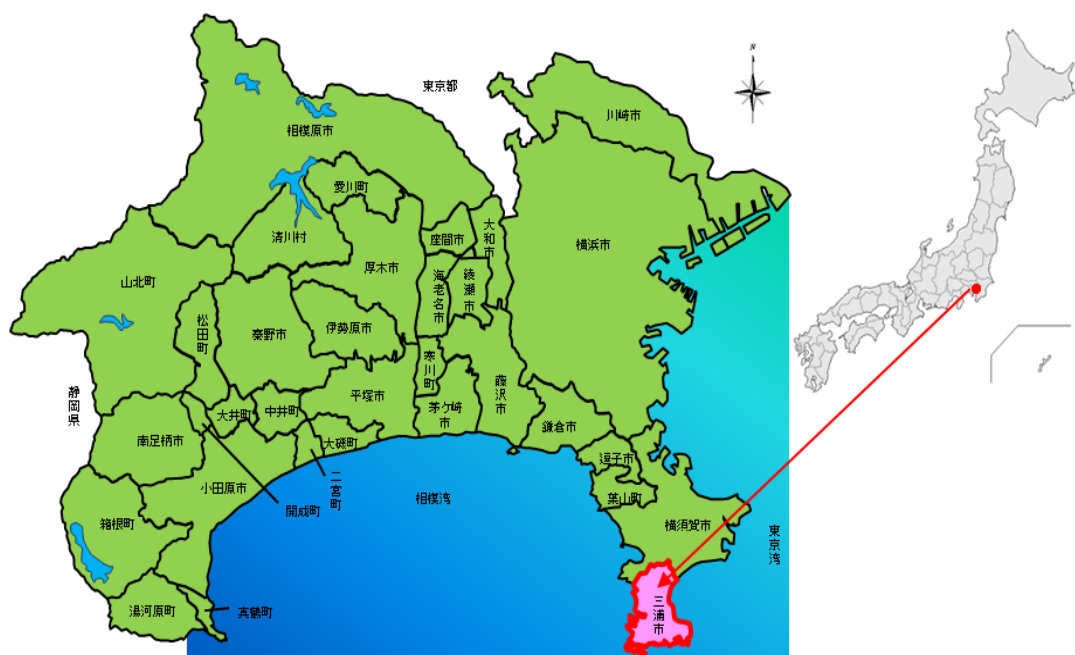 N
東京都
川崎市
相模原市
愛川町
大和市
座間市
横浜市
清川村
厚木市
海老名市
綾瀬市
山北町
松田町
秦野市
伊勢原市
寒川町
藤沢市
静岡県
平塚市
茅ケ崎市
大井町
中井町
鎌倉市
南足柄市
大磯町
逗子市
小田原市
二宮町
葉山町
相模湾
開成町
箱根町
横須賀市
東京湾
三浦市
湯河原町
真鶴町